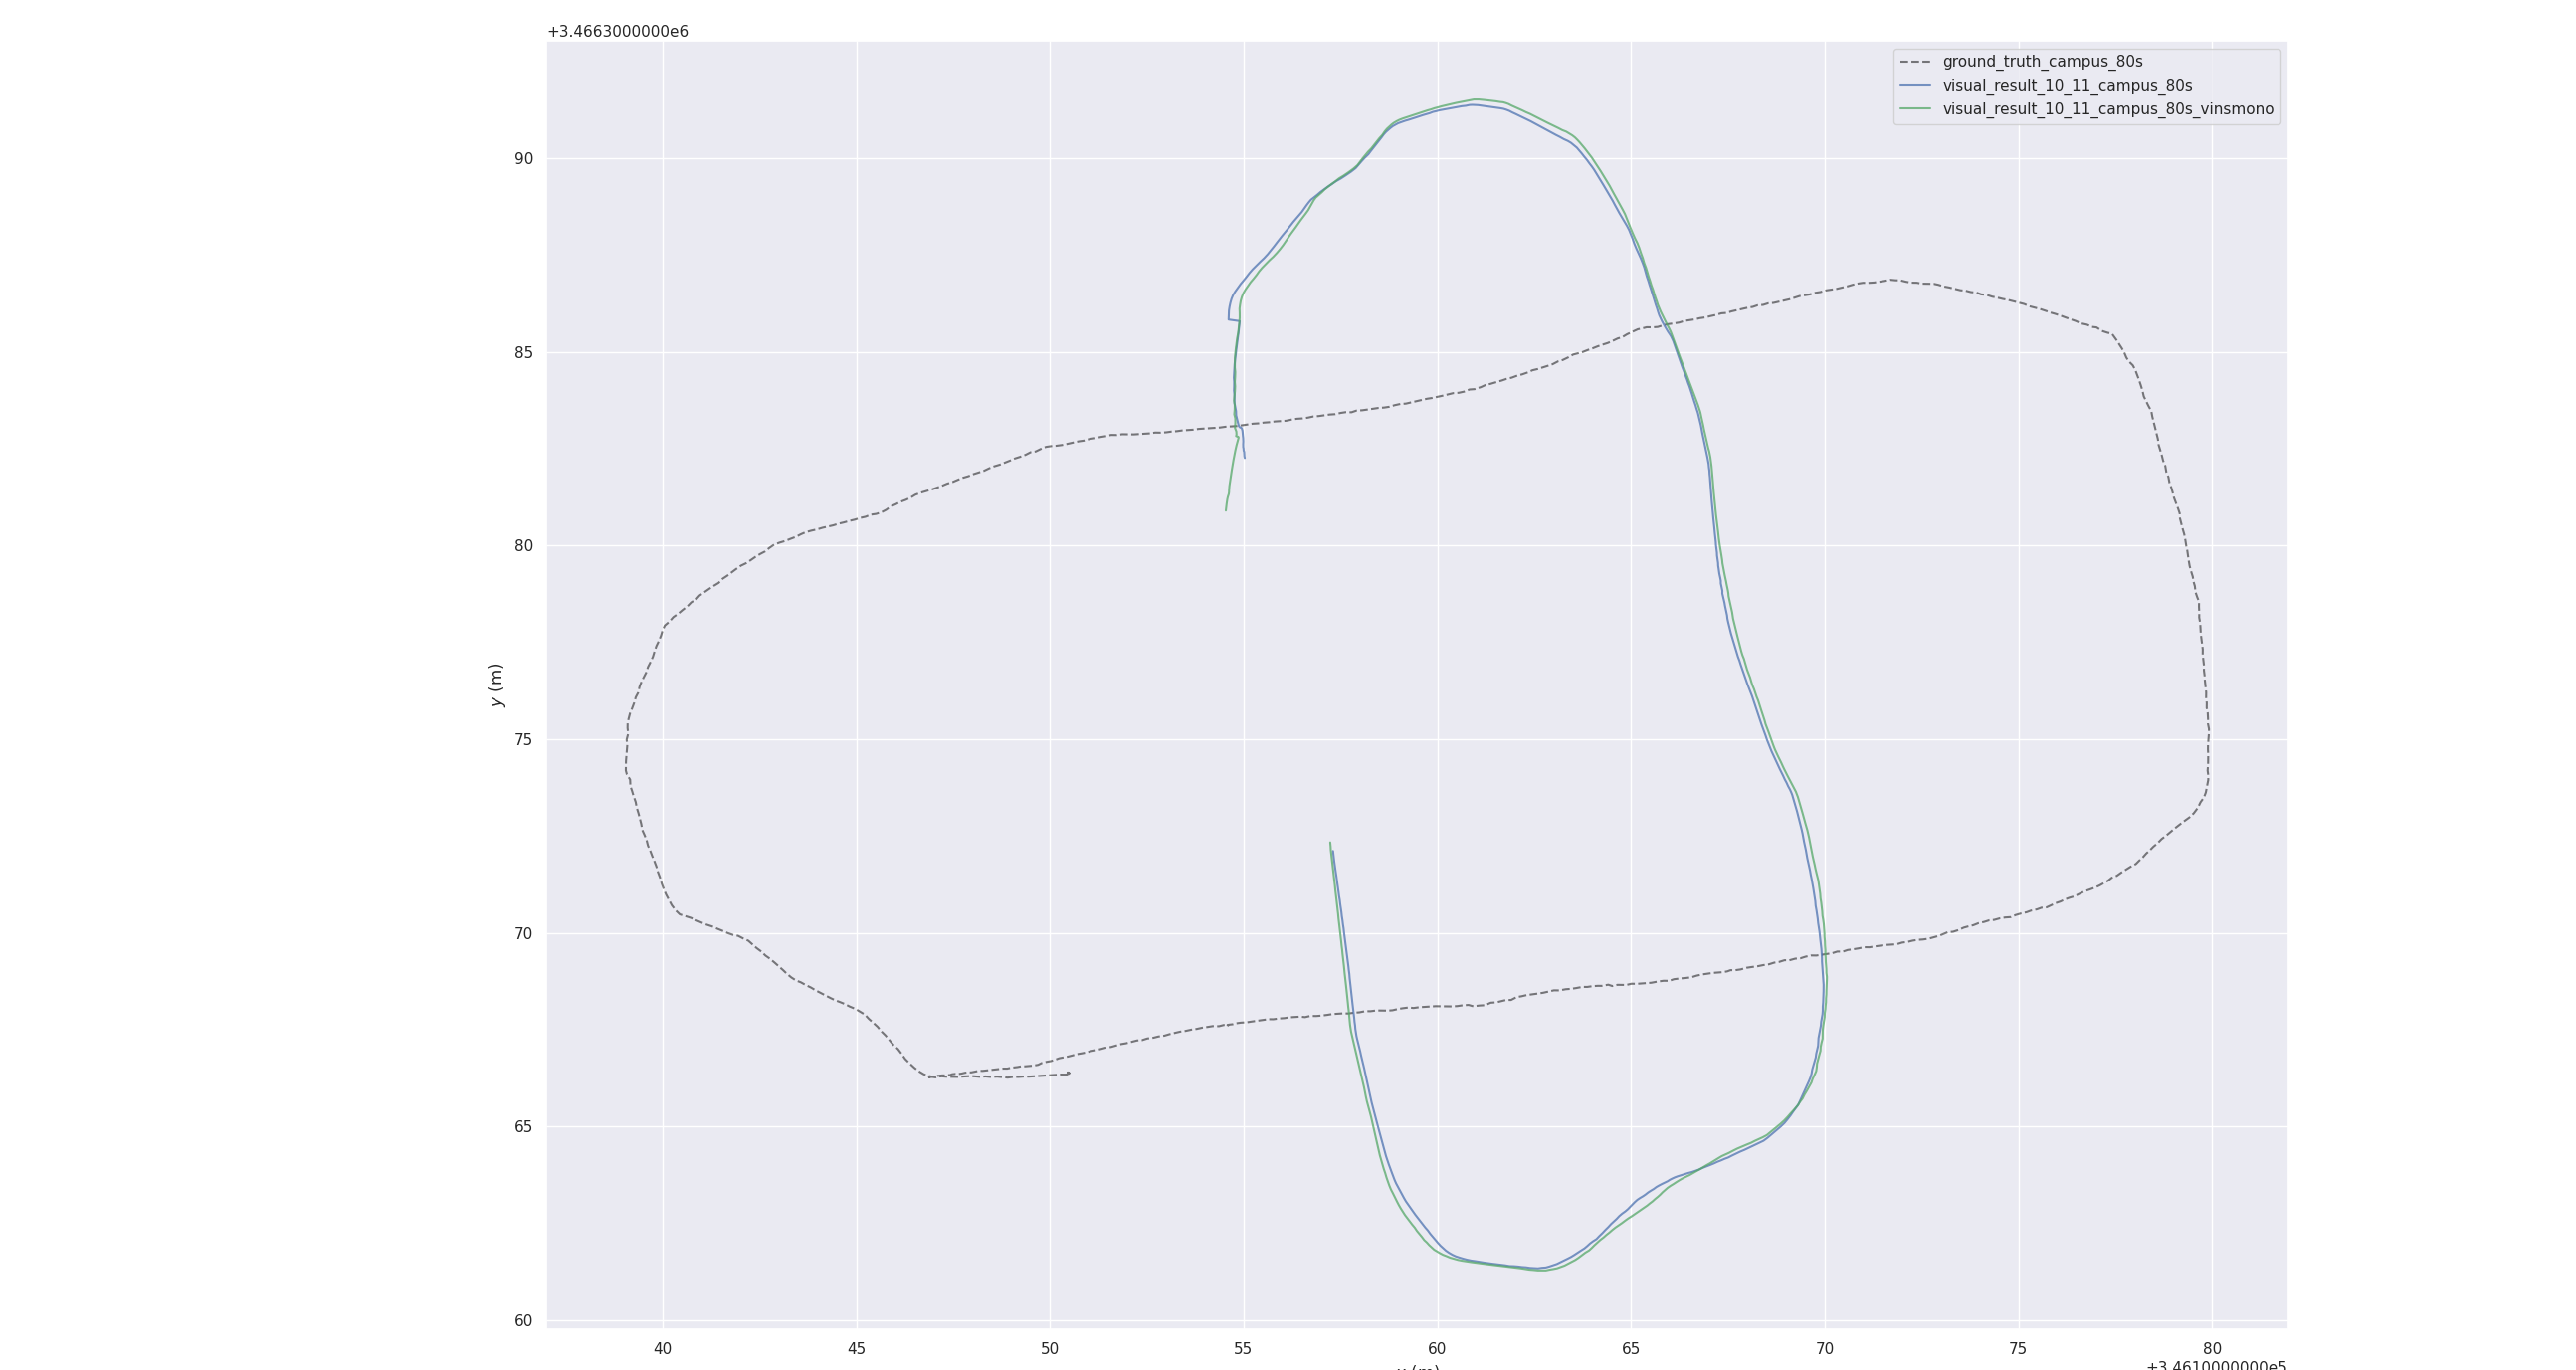 +3.4663000000e6
ground_truth_campus_80s
visual_result_10_11_campus_80s
visual_result_10_11_campus_80s_vinsmono
90
85
80
75
70
65
60
y (m)
40
45
50
55
60
65
70
75
80
x (m)
+3.4610000000e5